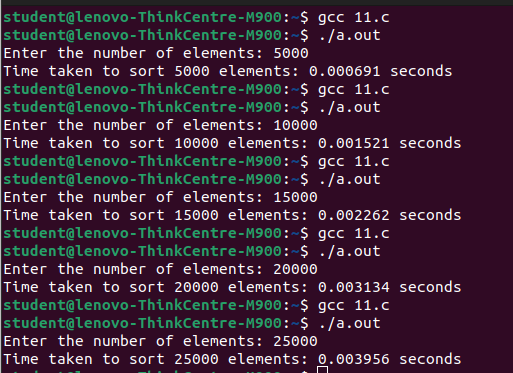 student@lenovo-ThinkCentre-M900:~$ gcc 11.c
student@lenovo-ThinkCentre-M900:~$ ./a.out
Enter the number of elements: 5000
Time taken to sort 5000 elements: 0.000691 seconds
student@lenovo-ThinkCentre-M900:~$ gcc 11.c
student@lenovo-ThinkCentre-M900:~$ ./a.out
Enter the number of elements: 10000
Time taken to sort 10000 elements: 0.001521 seconds
student@lenovo-ThinkCentre-M900:~$ gcc 11.c
student@lenovo-ThinkCentre-M900:~$ ./a.out
Enter the number of elements: 15000
Time taken to sort 15000 elements: 0.002262 seconds
student@lenovo-ThinkCentre-M900:~$ gcc 11.c
student@lenovo-ThinkCentre-M900:~$ ./a.out
Enter the number of elements: 20000
Time taken to sort 20000 elements: 0.003134 seconds
student@lenovo-ThinkCentre-M900:~$ gcc 11.c
student@lenovo-ThinkCentre-M900:~$ ./a.out
Enter the number of elements: 25000
Time taken to sort 25000 elements: 0.003956 seconds
student@lenovo-ThinkCentre-M900:~$